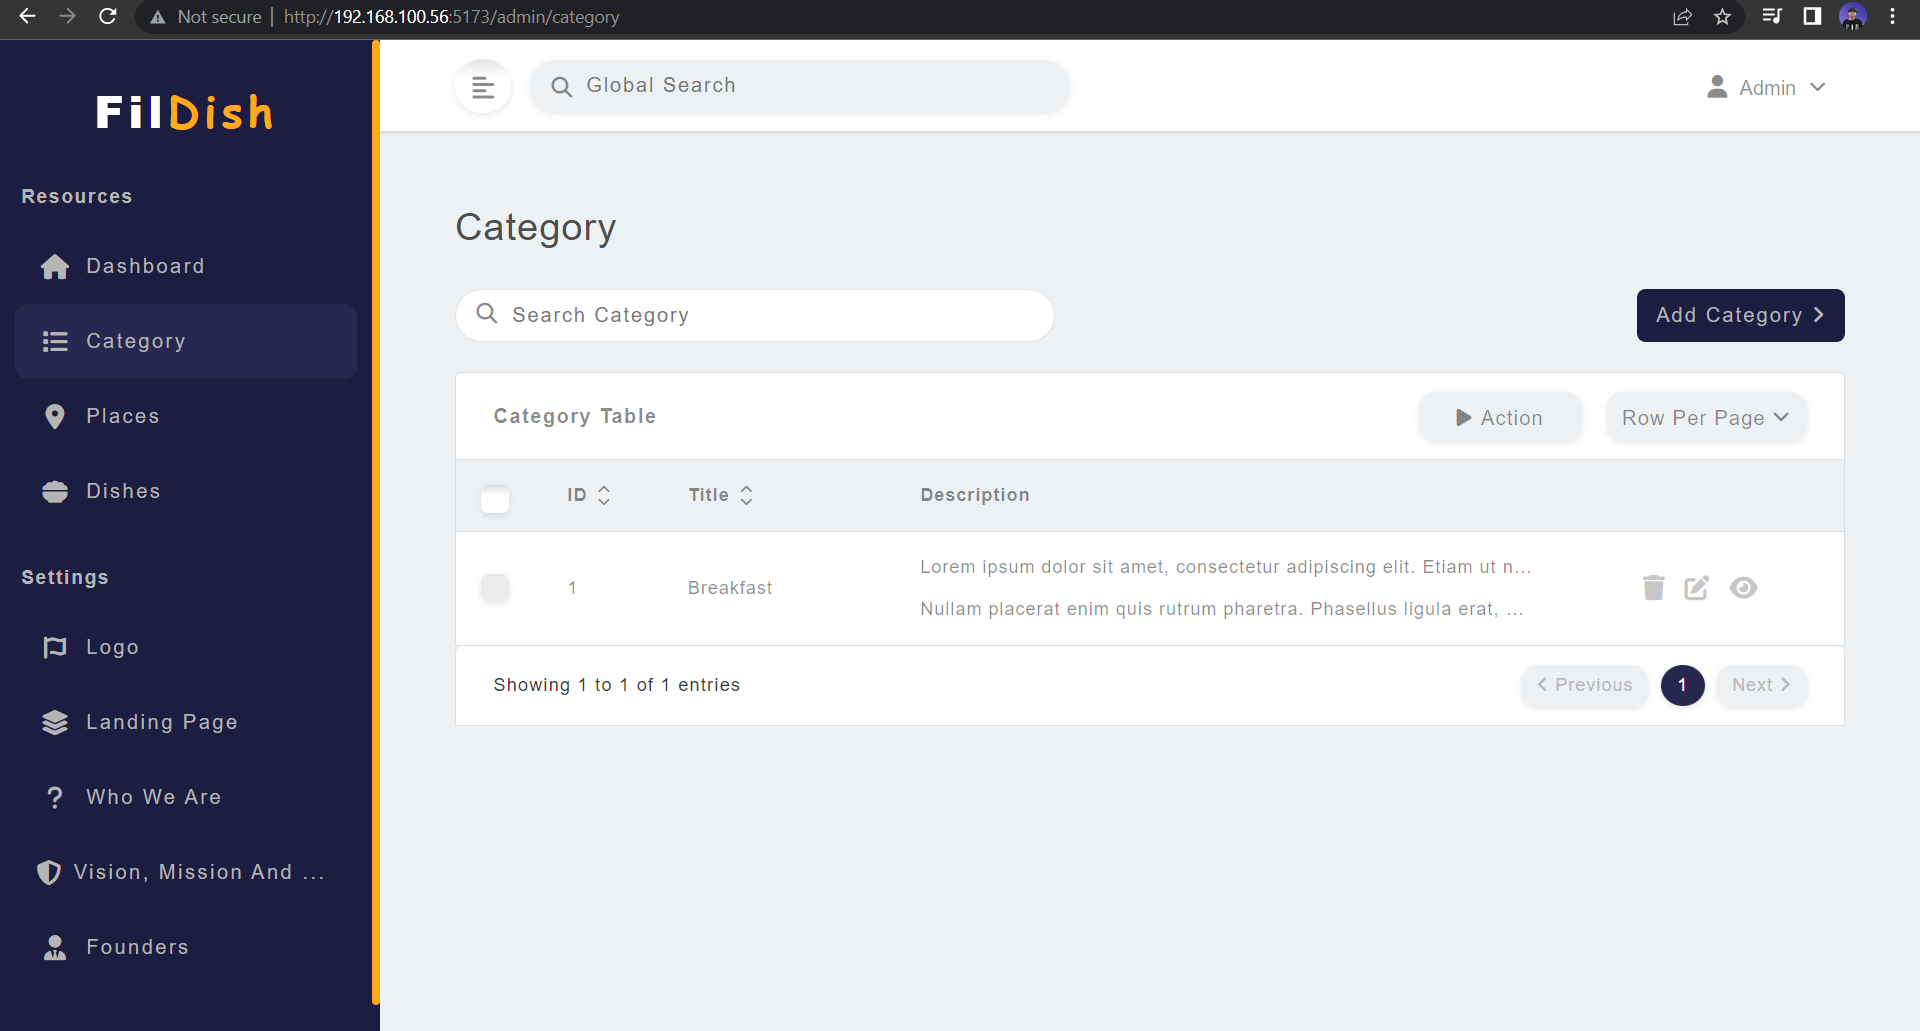 Not secure | http://192.168.100.56:5173/admin/category
FilDish
Resources
Dashboard
Category
Places
Dishes
Settings
Logo
Landing Page
Who We Are
Vision, Mission And ...
Founders
Global Search
Admin
Category
Search Category
Add Category
Category Table
Action
Row Per Page
ID
Title
Description
1
Breakfast
Lorem ipsum dolor sit amet, consectetur adipiscing elit. Etiam ut n...
Nullam placerat enim quis rutrum pharetra. Phasellus ligula erat, ...
Showing 1 to 1 of 1 entries
Previous
1
Next